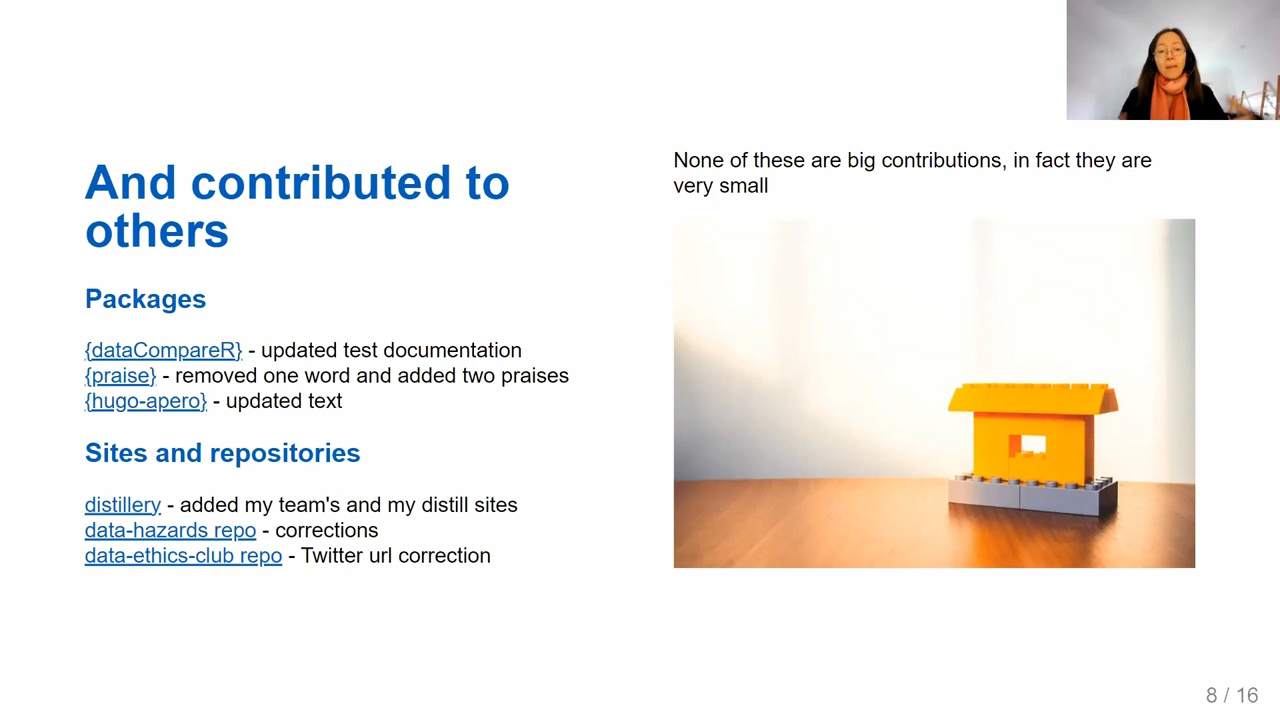 And contributed to
others
Packages
{dataCompareR} - updated test documentation
{praise} - removed one word and added two praises
{hugo-apero} - updated text
Sites and repositories
distillery - added my team's and my distill sites
data-hazards repo - corrections
data-ethics-club repo - Twitter url correction
None of these are big contributions, in fact they are
very small
8 / 16